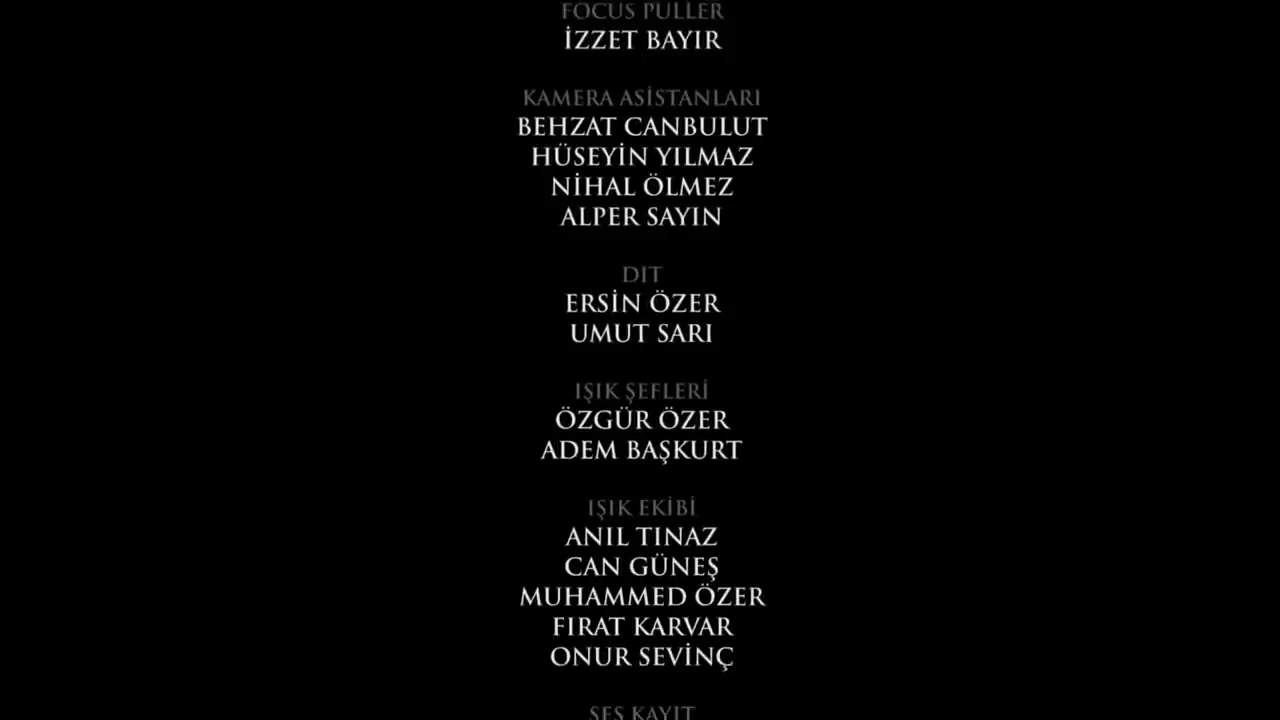 FOCUS PULLER
İZZET BAYIR
KAMERA ASİSTANLARI
BEHZAT CANBULUT
HÜSEYİN YILMAZ
NİHAL ÖLMEZ
ALPER SAYIN
DIT
ERSİN ÖZER
UMUT SARI
IŞIK ŞEFLERİ
ÖZGÜR ÖZER
ADEM BAŞKURT
IŞIK EKİBİ
ANIL TINAZ
CAN GÜNEŞ
MUHAMMED ÖZER
FIRAT KARVAR
ONUR SEVİNÇ
SES KAYIT